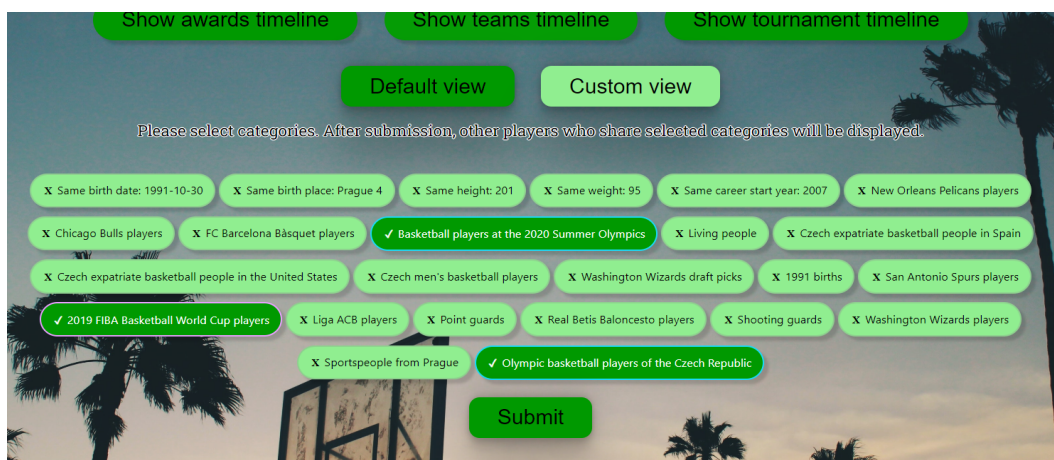 Show awards timeline Show teams timeline Show tournament timeline
Default view Custom view
Please select categories. After submission, other players who share selected categories will be displayed.
X Same birth date: 1991-10-30 X Same birth place: Prague 4 X Same height: 201 X Same weight: 95 X Same career start year: 2007 X New Orleans Pelicans players
X Chicago Bulls players X FC Barcelona Bàsquet players ✓ Basketball players at the 2020 Summer Olympics X Living people X Czech expatriate basketball people in Spain
X Czech expatriate basketball people in the United States X Czech men's basketball players X Washington Wizards draft picks X 1991 births X San Antonio Spurs players
✓ 2019 FIBA Basketball World Cup players X Liga ACB players X Point guards X Real Betis Baloncesto players X Shooting guards X Washington Wizards players
X Sportspeople from Prague ✓ Olympic basketball players of the Czech Republic
Submit